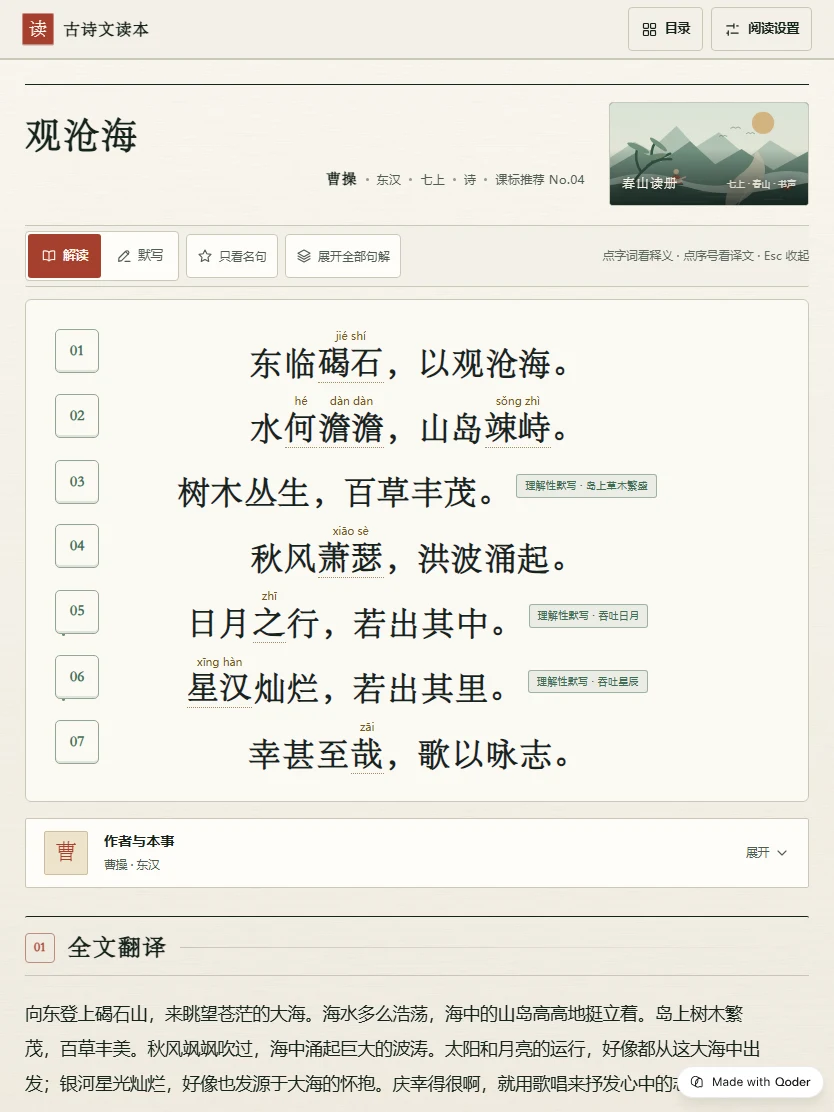 读 古诗文读本 目录 阅读设置
观沧海
曹操 · 东汉 · 七上 · 诗 · 课标推荐 No.04
春山读册 七上·春山·书声
解读 默写 只看名句 展开全部句解 点字词看释义 · 点序号看译文 · Esc 收起
jié shí
01 东临碣石，以观沧海。
hé dàn dàn sǒng zhì
02 水何澹澹，山岛竦峙。
03 树木丛生，百草丰茂。 理解性默写 · 岛上草木繁盛
xiāo sè
04 秋风萧瑟，洪波涌起。
zhī
05 日月之行，若出其中。 理解性默写 · 吞吐日月
xīng hàn
06 星汉灿烂，若出其里。 理解性默写 · 吞吐星辰
zāi
07 幸甚至哉，歌以咏志。
曹 作者与本事 展开
曹操 · 东汉
01 全文翻译
向东登上碣石山，来眺望苍茫的大海。海水多么浩荡，海中的山岛高高地挺立着。岛上树木繁
茂，百草丰美。秋风飒飒吹过，海中涌起巨大的波涛。太阳和月亮的运行，好像都从这大海中出
发；银河星光灿烂，好像也发源于大海的怀抱。庆幸得很啊，就用歌唱来抒发心中的
Made with Qoder